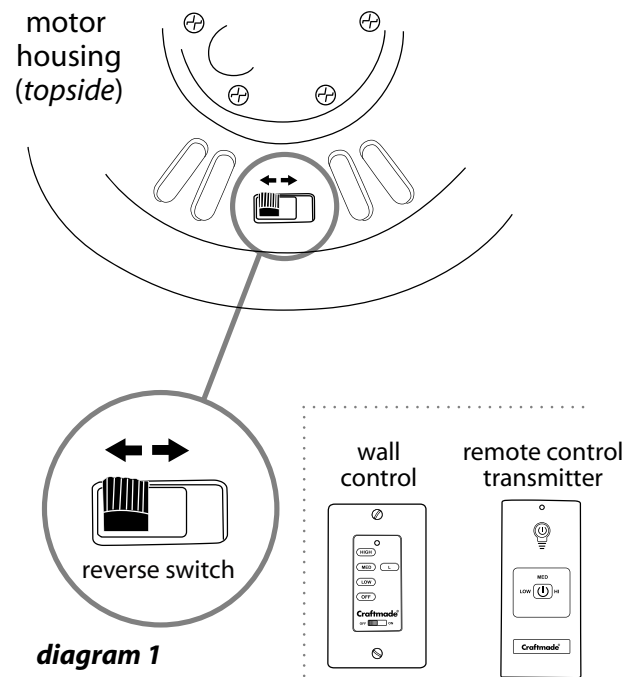 motor
housing
(topside)
reverse switch
diagram 1
wall
control
HIGH
MED L
LOW
OFF
Craftmade
OFF ON
remote control
transmitter
MED
LOW HI
Craftmade